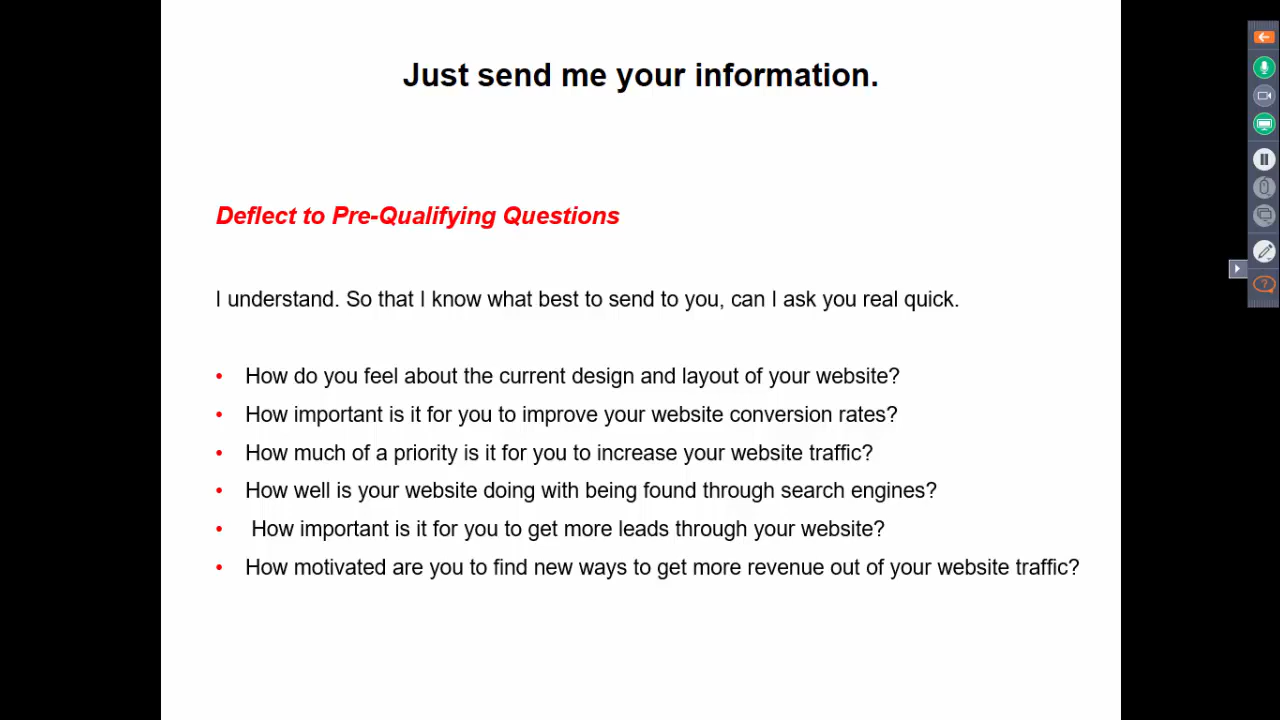 Just send me your information.
Deflect to Pre-Qualifying Questions
I understand. So that I know what best to send to you, can I ask you real quick.
• How do you feel about the current design and layout of your website?
• How important is it for you to improve your website conversion rates?
• How much of a priority is it for you to increase your website traffic?
• How well is your website doing with being found through search engines?
• How important is it for you to get more leads through your website?
• How motivated are you to find new ways to get more revenue out of your website traffic?
?